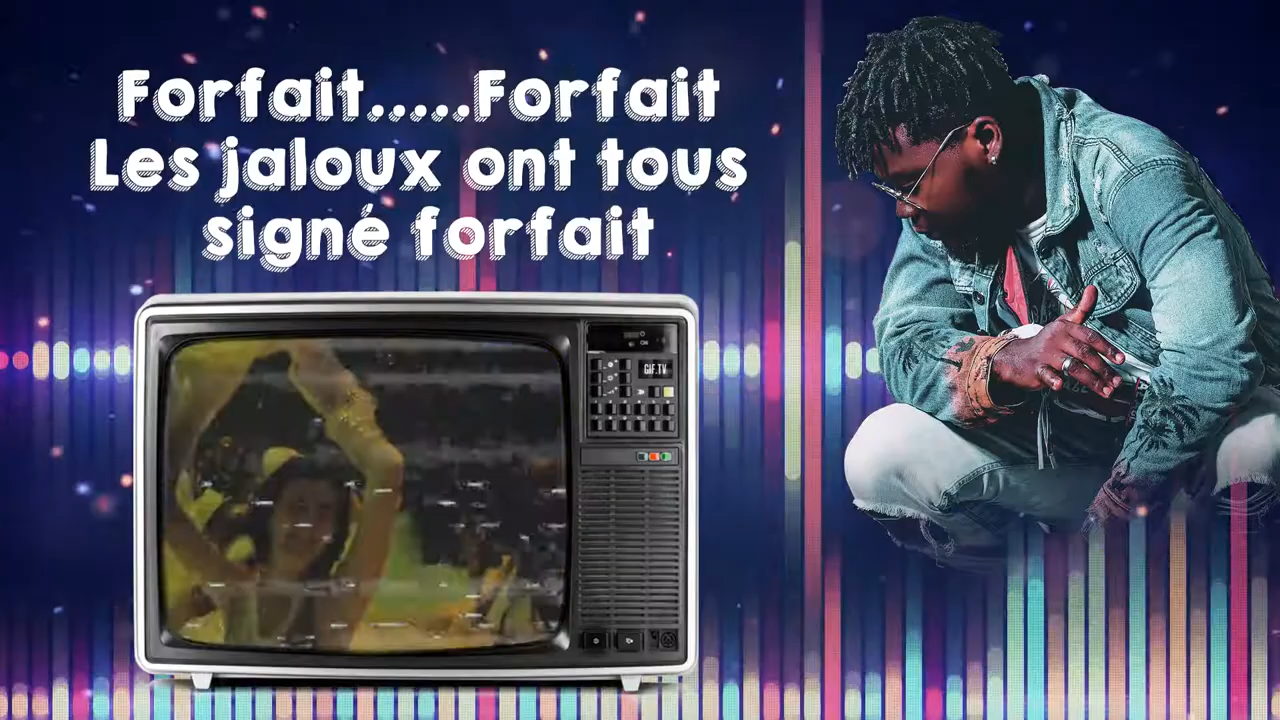 Forfait.....Forfait
Les jaloux ont tous
signé forfait
GIF.TV